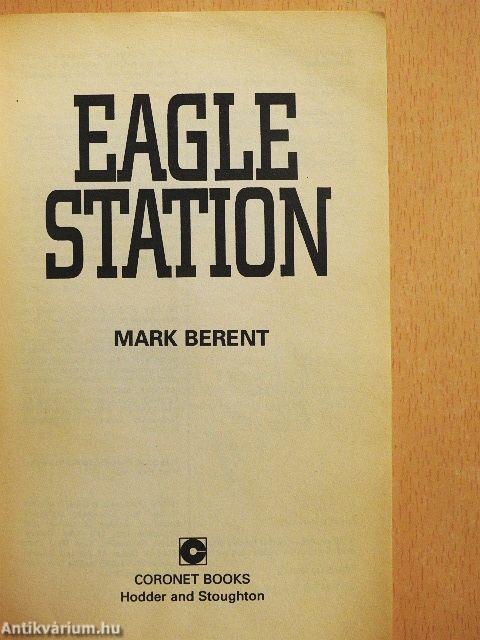 EAGLE
STATION
MARK BERENT
CORONET BOOKS
Hodder and Stoughton
Antikvárium.hu